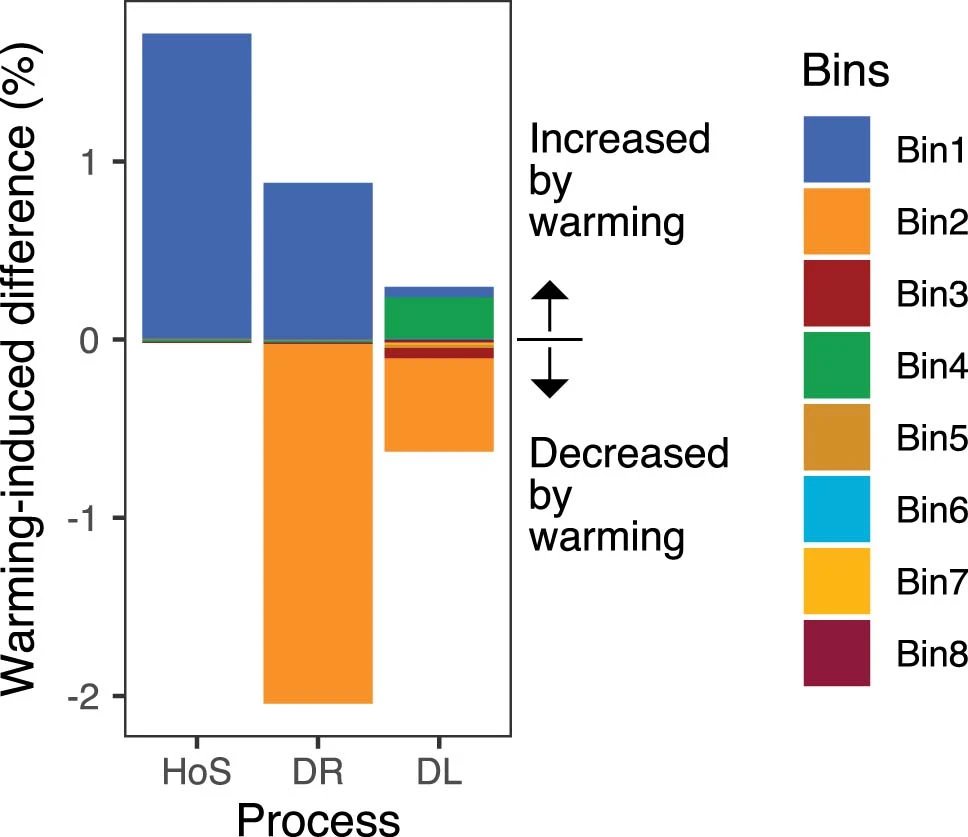 Warming-induced difference (%)
1
0
-1
-2
HoS DR DL
Process
Increased
by
warming
Decreased
by
warming
Bins
Bin1
Bin2
Bin3
Bin4
Bin5
Bin6
Bin7
Bin8